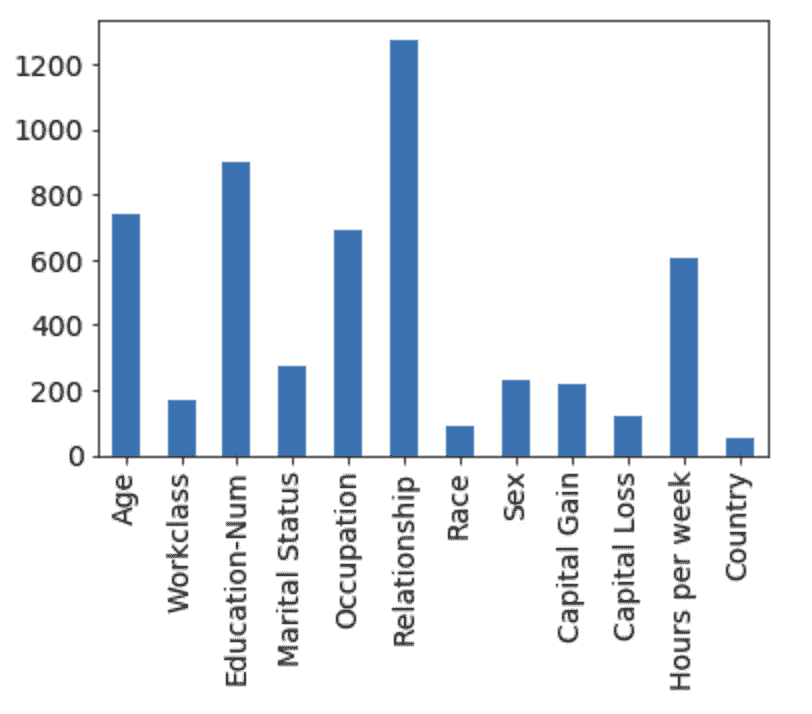 1200
1000
800
600
400
200
0
Age
Workclass
Education-Num
Marital Status
Occupation
Relationship
Race
Sex
Capital Gain
Capital Loss
Hours per week
Country